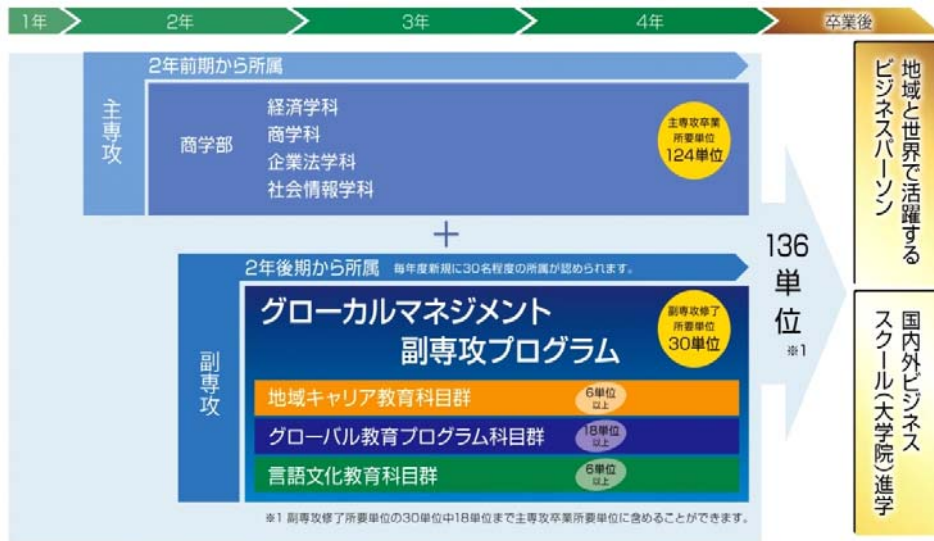 1年
2年
3年
4年
卒業後
2年前期から所属
主専攻
商学部
経済学科
商学科
企業法学科
社会情報学科
主専攻卒業
所要単位
124単位
+
2年後期から所属 毎年度新規に30名程度の所属が認められます。
副専攻
グローカルマネジメント
副専攻プログラム
副専攻修了
所要単位
30単位
地域キャリア教育科目群
6単位
以上
グローバル教育プログラム科目群
18単位
以上
言語文化教育科目群
6単位
以上
※1 副専攻修了所要単位の30単位中18単位まで主専攻卒業所要単位に含めることができます。
136
単
位
※1
地域と世界で活躍する
ビジネスパーソン
国内外ビジネス
スクール(大学院)進学